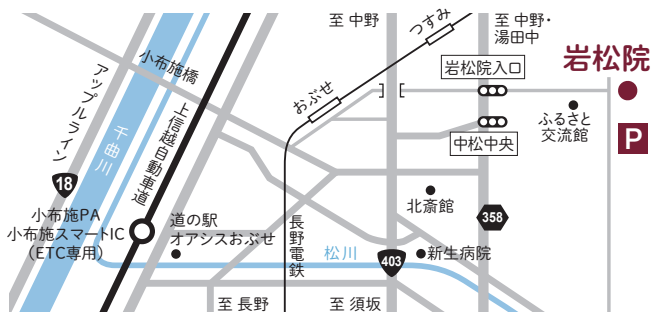 至 中野
つすみ
至 中野・
湯田中
岩松院
小布施橋
岩松院入口
アップルライン
上信越自動車道
おぶせ
千曲川
ふるさと
交流館
P
中松中央
18
北斎館
小布施PA
小布施スマートIC
（ETC専用）
道の駅
オアシスおぶせ
長野電鉄
358
松川
403
新生病院
至 長野
至 須坂